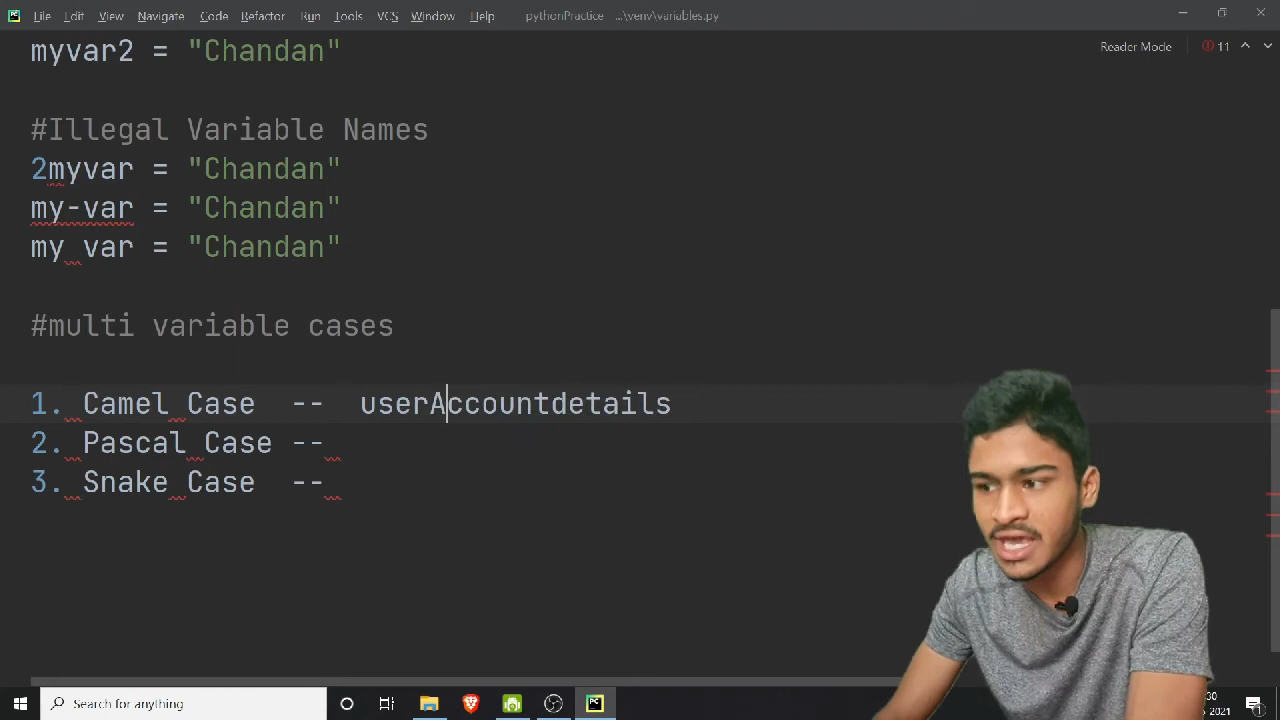 File Edit View Navigate Code Refactor Run Tools VCS Window Help pythonPractice ...\venv\variables.py
myvar2 = "Chandan"
Reader Mode 11
#Illegal Variable Names
2myvar = "Chandan"
my-var = "Chandan"
my var = "Chandan"
#multi variable cases
1. Camel Case -- userAccountdetails
2. Pascal Case --
3. Snake Case --
Search for anything
30
2021